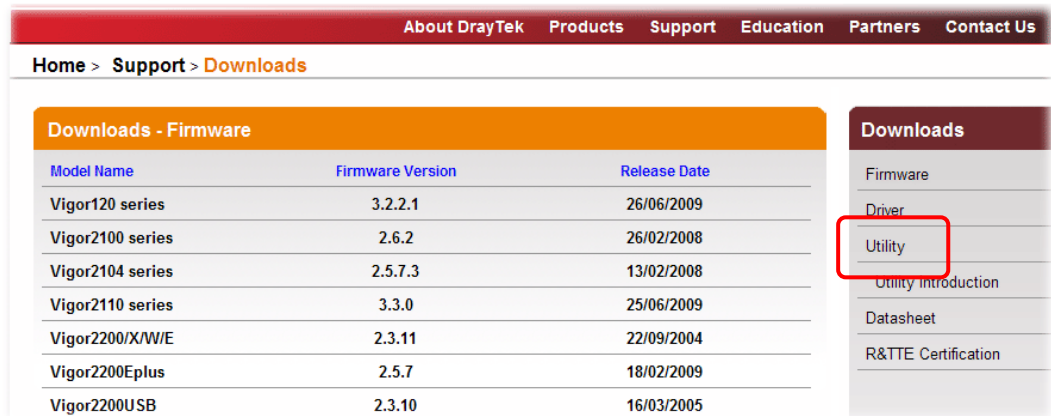 About DrayTek Products Support Education Partners Contact Us
Home > Support > Downloads
Downloads - Firmware
Model Name Firmware Version Release Date
Vigor120 series 3.2.2.1 26/06/2009
Vigor2100 series 2.6.2 26/02/2008
Vigor2104 series 2.5.7.3 13/02/2008
Vigor2110 series 3.3.0 25/06/2009
Vigor2200/X/W/E 2.3.11 22/09/2004
Vigor2200Eplus 2.5.7 18/02/2009
Vigor2200USB 2.3.10 16/03/2005
Downloads
Firmware
Driver
Utility
Utility Introduction
Datasheet
R&TTE Certification